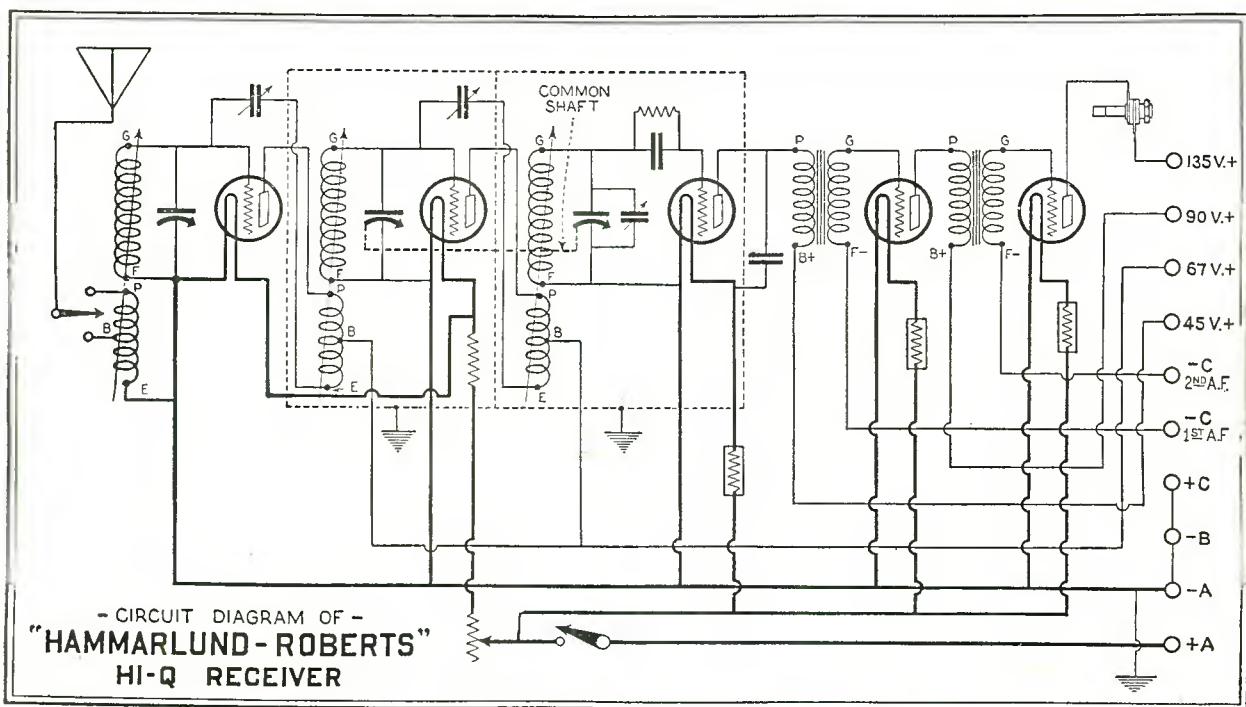 COMMON
SHAFT
G
G
G
P
G
P
G
F
F
F
P
P
P
B
B
B
E
E
E
B+
F-
B+
F-
135 V.+
90 V.+
67 V.+
45 V.+
-C
2ND A.F.
-C
1ST A.F
+C
-B
-A
+A
- CIRCUIT DIAGRAM OF -
"HAMMARLUND-ROBERTS"
HI-Q RECEIVER